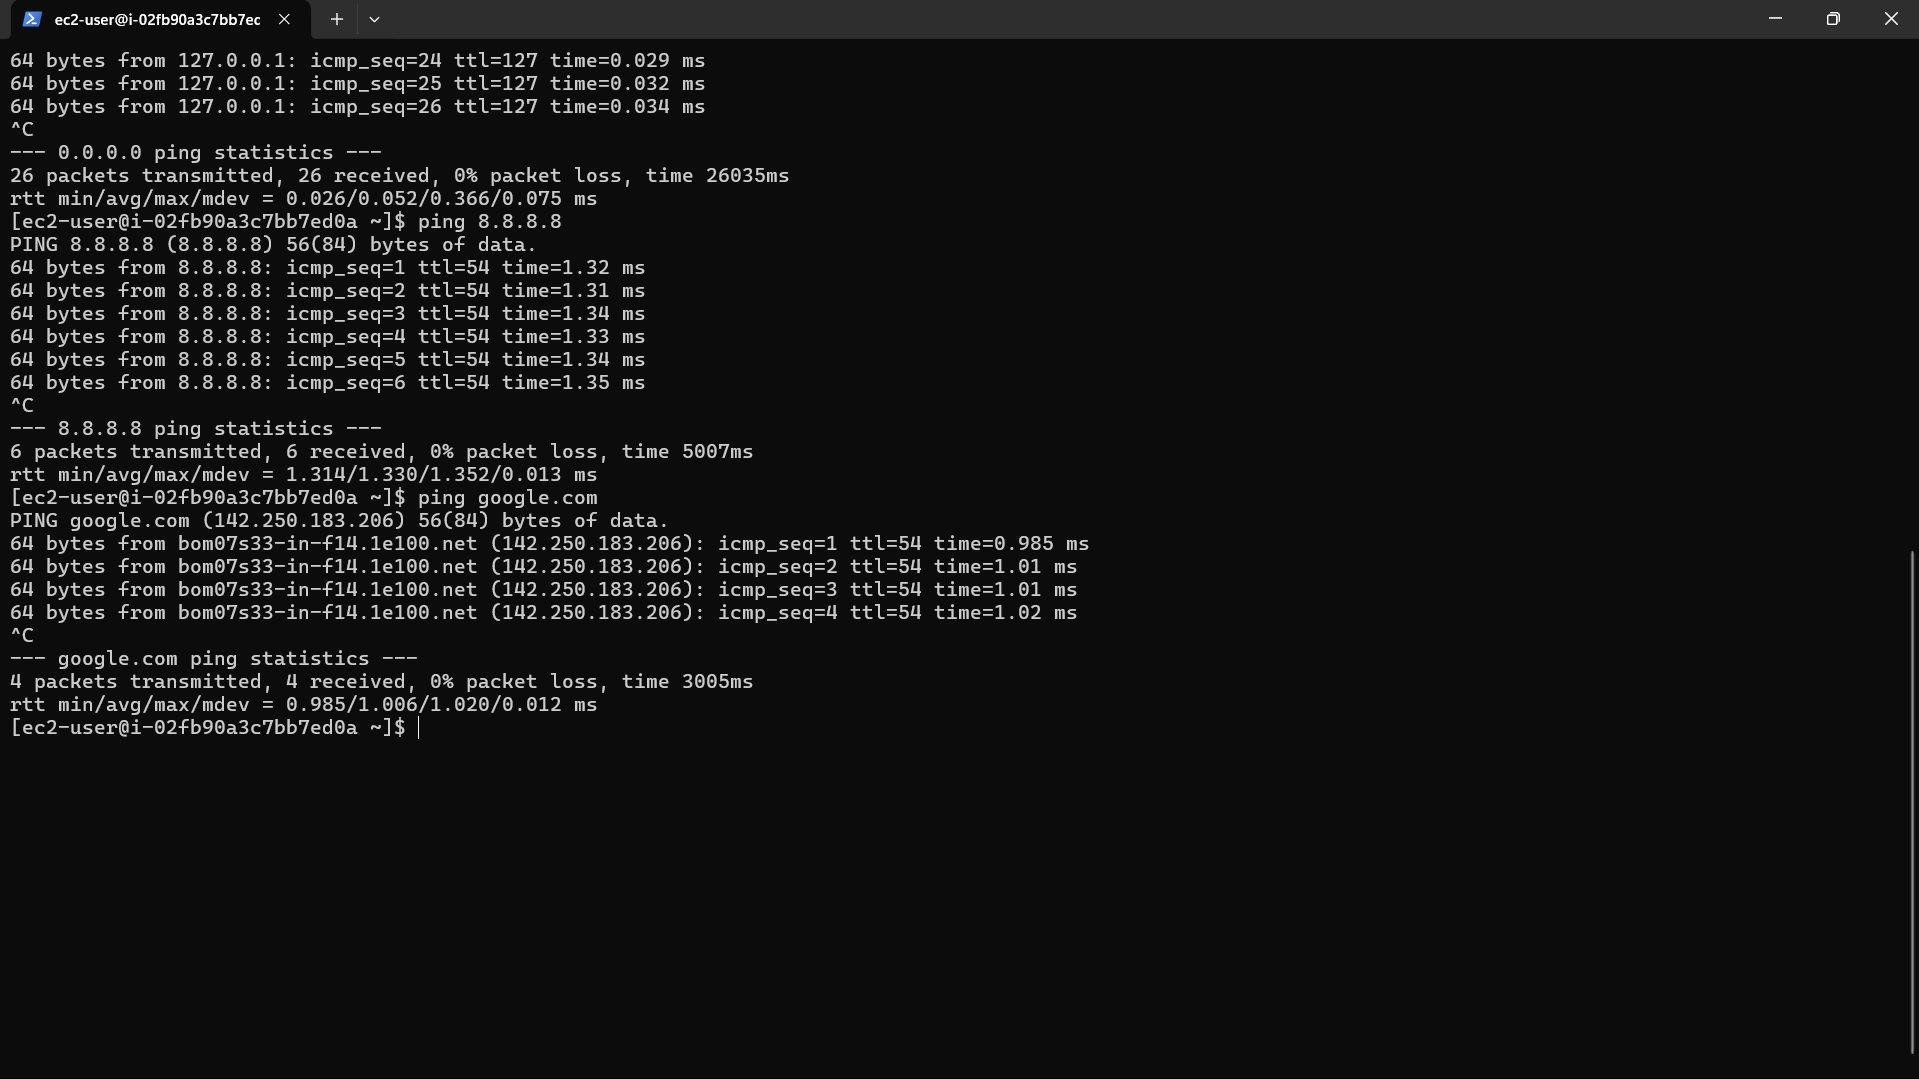 ec2-user@i-02fb90a3c7bb7ec
64 bytes from 127.0.0.1: icmp_seq=24 ttl=127 time=0.029 ms
64 bytes from 127.0.0.1: icmp_seq=25 ttl=127 time=0.032 ms
64 bytes from 127.0.0.1: icmp_seq=26 ttl=127 time=0.034 ms
^C
--- 0.0.0.0 ping statistics ---
26 packets transmitted, 26 received, 0% packet loss, time 26035ms
rtt min/avg/max/mdev = 0.026/0.052/0.366/0.075 ms
[ec2-user@i-02fb90a3c7bb7ed0a ~]$ ping 8.8.8.8
PING 8.8.8.8 (8.8.8.8) 56(84) bytes of data.
64 bytes from 8.8.8.8: icmp_seq=1 ttl=54 time=1.32 ms
64 bytes from 8.8.8.8: icmp_seq=2 ttl=54 time=1.31 ms
64 bytes from 8.8.8.8: icmp_seq=3 ttl=54 time=1.34 ms
64 bytes from 8.8.8.8: icmp_seq=4 ttl=54 time=1.33 ms
64 bytes from 8.8.8.8: icmp_seq=5 ttl=54 time=1.34 ms
64 bytes from 8.8.8.8: icmp_seq=6 ttl=54 time=1.35 ms
^C
--- 8.8.8.8 ping statistics ---
6 packets transmitted, 6 received, 0% packet loss, time 5007ms
rtt min/avg/max/mdev = 1.314/1.330/1.352/0.013 ms
[ec2-user@i-02fb90a3c7bb7ed0a ~]$ ping google.com
PING google.com (142.250.183.206) 56(84) bytes of data.
64 bytes from bom07s33-in-f14.1e100.net (142.250.183.206): icmp_seq=1 ttl=54 time=0.985 ms
64 bytes from bom07s33-in-f14.1e100.net (142.250.183.206): icmp_seq=2 ttl=54 time=1.01 ms
64 bytes from bom07s33-in-f14.1e100.net (142.250.183.206): icmp_seq=3 ttl=54 time=1.01 ms
64 bytes from bom07s33-in-f14.1e100.net (142.250.183.206): icmp_seq=4 ttl=54 time=1.02 ms
^C
--- google.com ping statistics ---
4 packets transmitted, 4 received, 0% packet loss, time 3005ms
rtt min/avg/max/mdev = 0.985/1.006/1.020/0.012 ms
[ec2-user@i-02fb90a3c7bb7ed0a ~]$